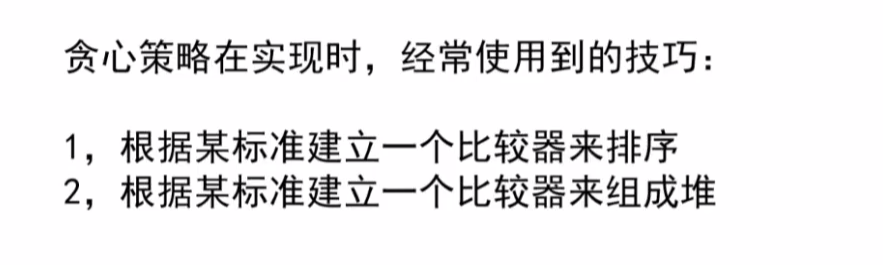 贪心策略在实现时，经常使用到的技巧：
1，根据某标准建立一个比较器来排序
2，根据某标准建立一个比较器来组成堆